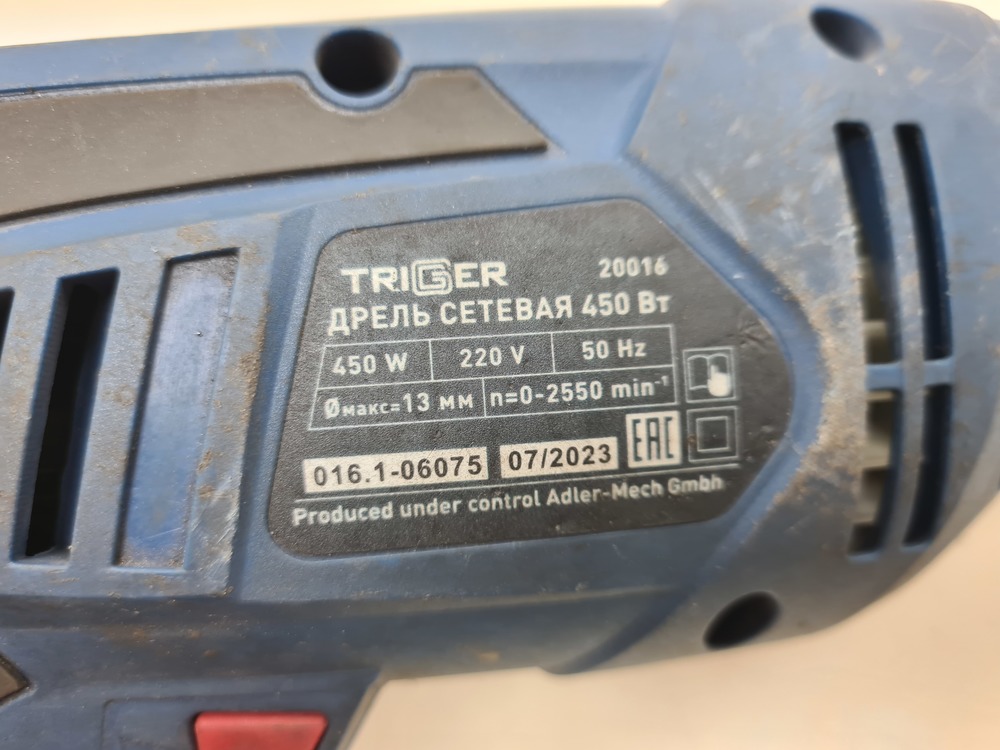 TRIGGER 20016
ДРЕЛЬ СЕТЕВАЯ 450 Вт
450 W 220 V 50 Hz
Øмакс=13 мм n=0-2550 min⁻¹
016.1-06075 07/2023 EAC
Produced under control Adler-Mech Gmbh